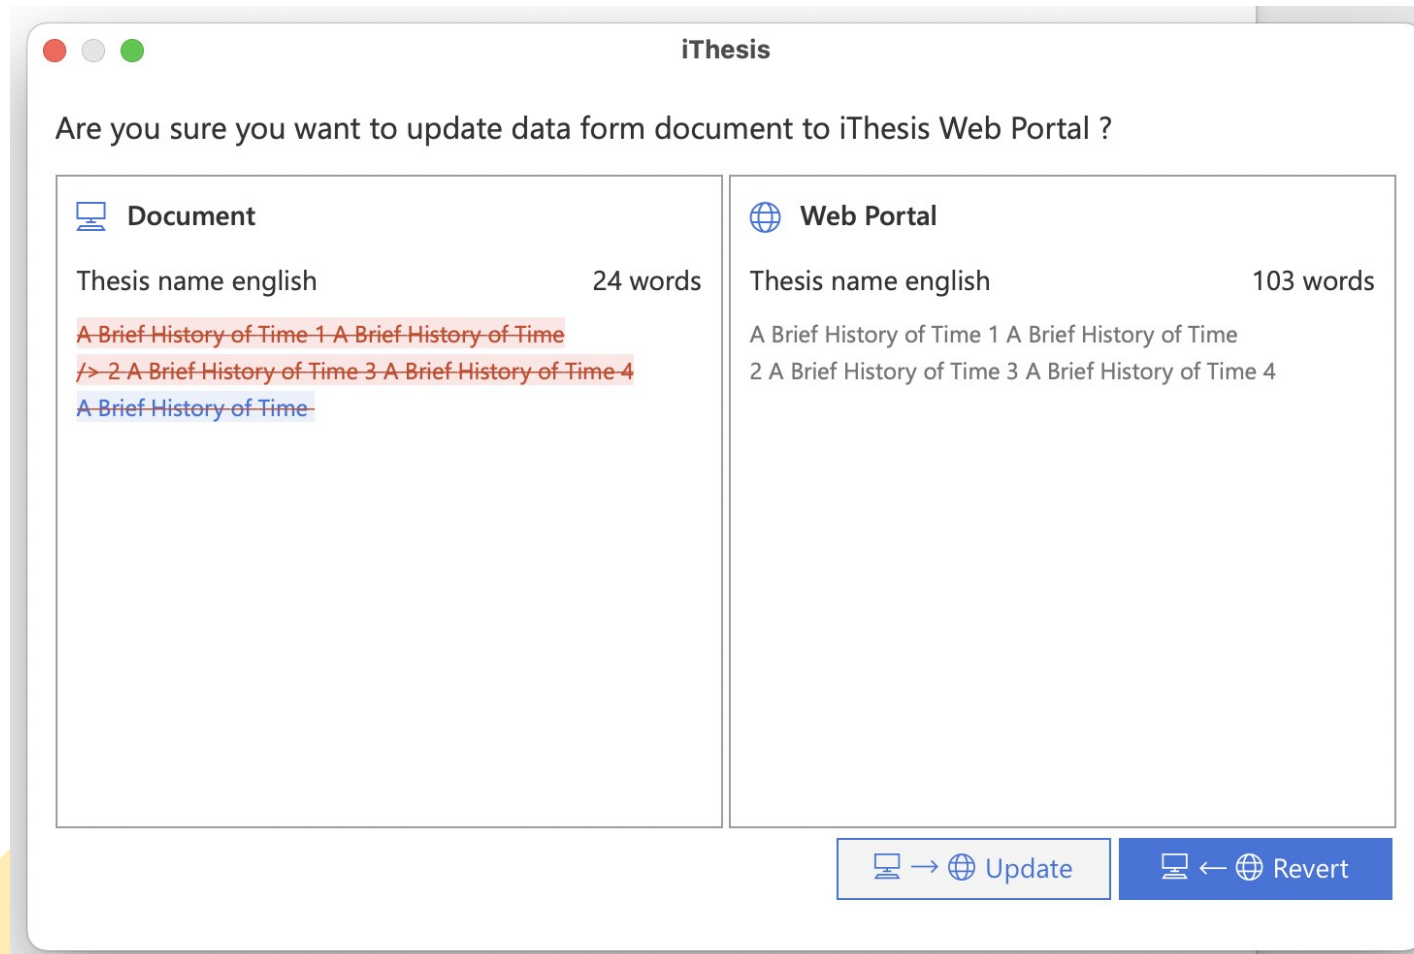 iThesis
Are you sure you want to update data form document to iThesis Web Portal ?
Document
Thesis name english 24 words
A Brief History of Time 1 A Brief History of Time
/> 2 A Brief History of Time 3 A Brief History of Time 4
A Brief History of Time
Web Portal
Thesis name english 103 words
A Brief History of Time 1 A Brief History of Time
2 A Brief History of Time 3 A Brief History of Time 4
Update
Revert